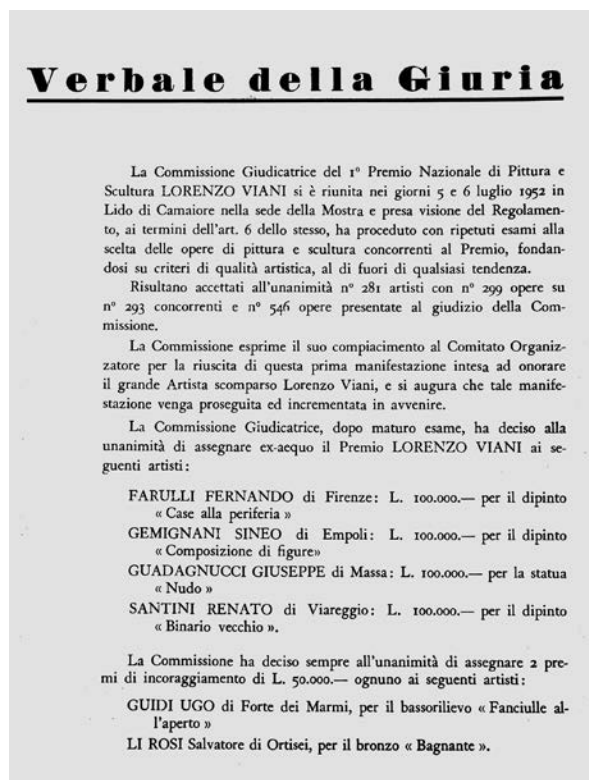 Verbale della Giuria
La Commissione Giudicatrice del 1º Premio Nazionale di Pittura e
Scultura LORENZO VIANI si è riunita nei giorni 5 e 6 luglio 1952 in
Lido di Camaiore nella sede della Mostra e presa visione del Regolamen-
to, ai termini dell'art. 6 dello stesso, ha proceduto con ripetuti esami alla
scelta delle opere di pittura e scultura concorrenti al Premio, fondan-
dosi su criteri di qualità artistica, al di fuori di qualsiasi tendenza.
Risultano accettati all'unanimità nº 281 artisti con nº 299 opere su
nº 293 concorrenti e nº 546 opere presentate al giudizio della Com-
missione.
La Commissione esprime il suo compiacimento al Comitato Organiz-
zatore per la riuscita di questa prima manifestazione intesa ad onorare
il grande Artista scomparso Lorenzo Viani, e si augura che tale manife-
stazione venga proseguita ed incrementata in avvenire.
La Commissione Giudicatrice, dopo maturo esame, ha deciso alla
unanimità di assegnare ex-aequo il Premio LORENZO VIANI ai se-
guenti artisti:
FARULLI FERNANDO di Firenze: L. 100.000.— per il dipinto
« Case alla periferia »
GEMIGNANI SINEO di Empoli: L. 100.000.— per il dipinto
« Composizione di figure»
GUADAGNUCCI GIUSEPPE di Massa: L. 100.000.— per la statua
« Nudo »
SANTINI RENATO di Viareggio: L. 100.000.— per il dipinto
« Binario vecchio ».
La Commissione ha deciso sempre all'unanimità di assegnare 2 pre-
mi di incoraggiamento di L. 50.000.— ognuno ai seguenti artisti:
GUIDI UGO di Forte dei Marmi, per il bassorilievo « Fanciulle al-
l'aperto »
LI ROSI Salvatore di Ortisei, per il bronzo « Bagnante ».